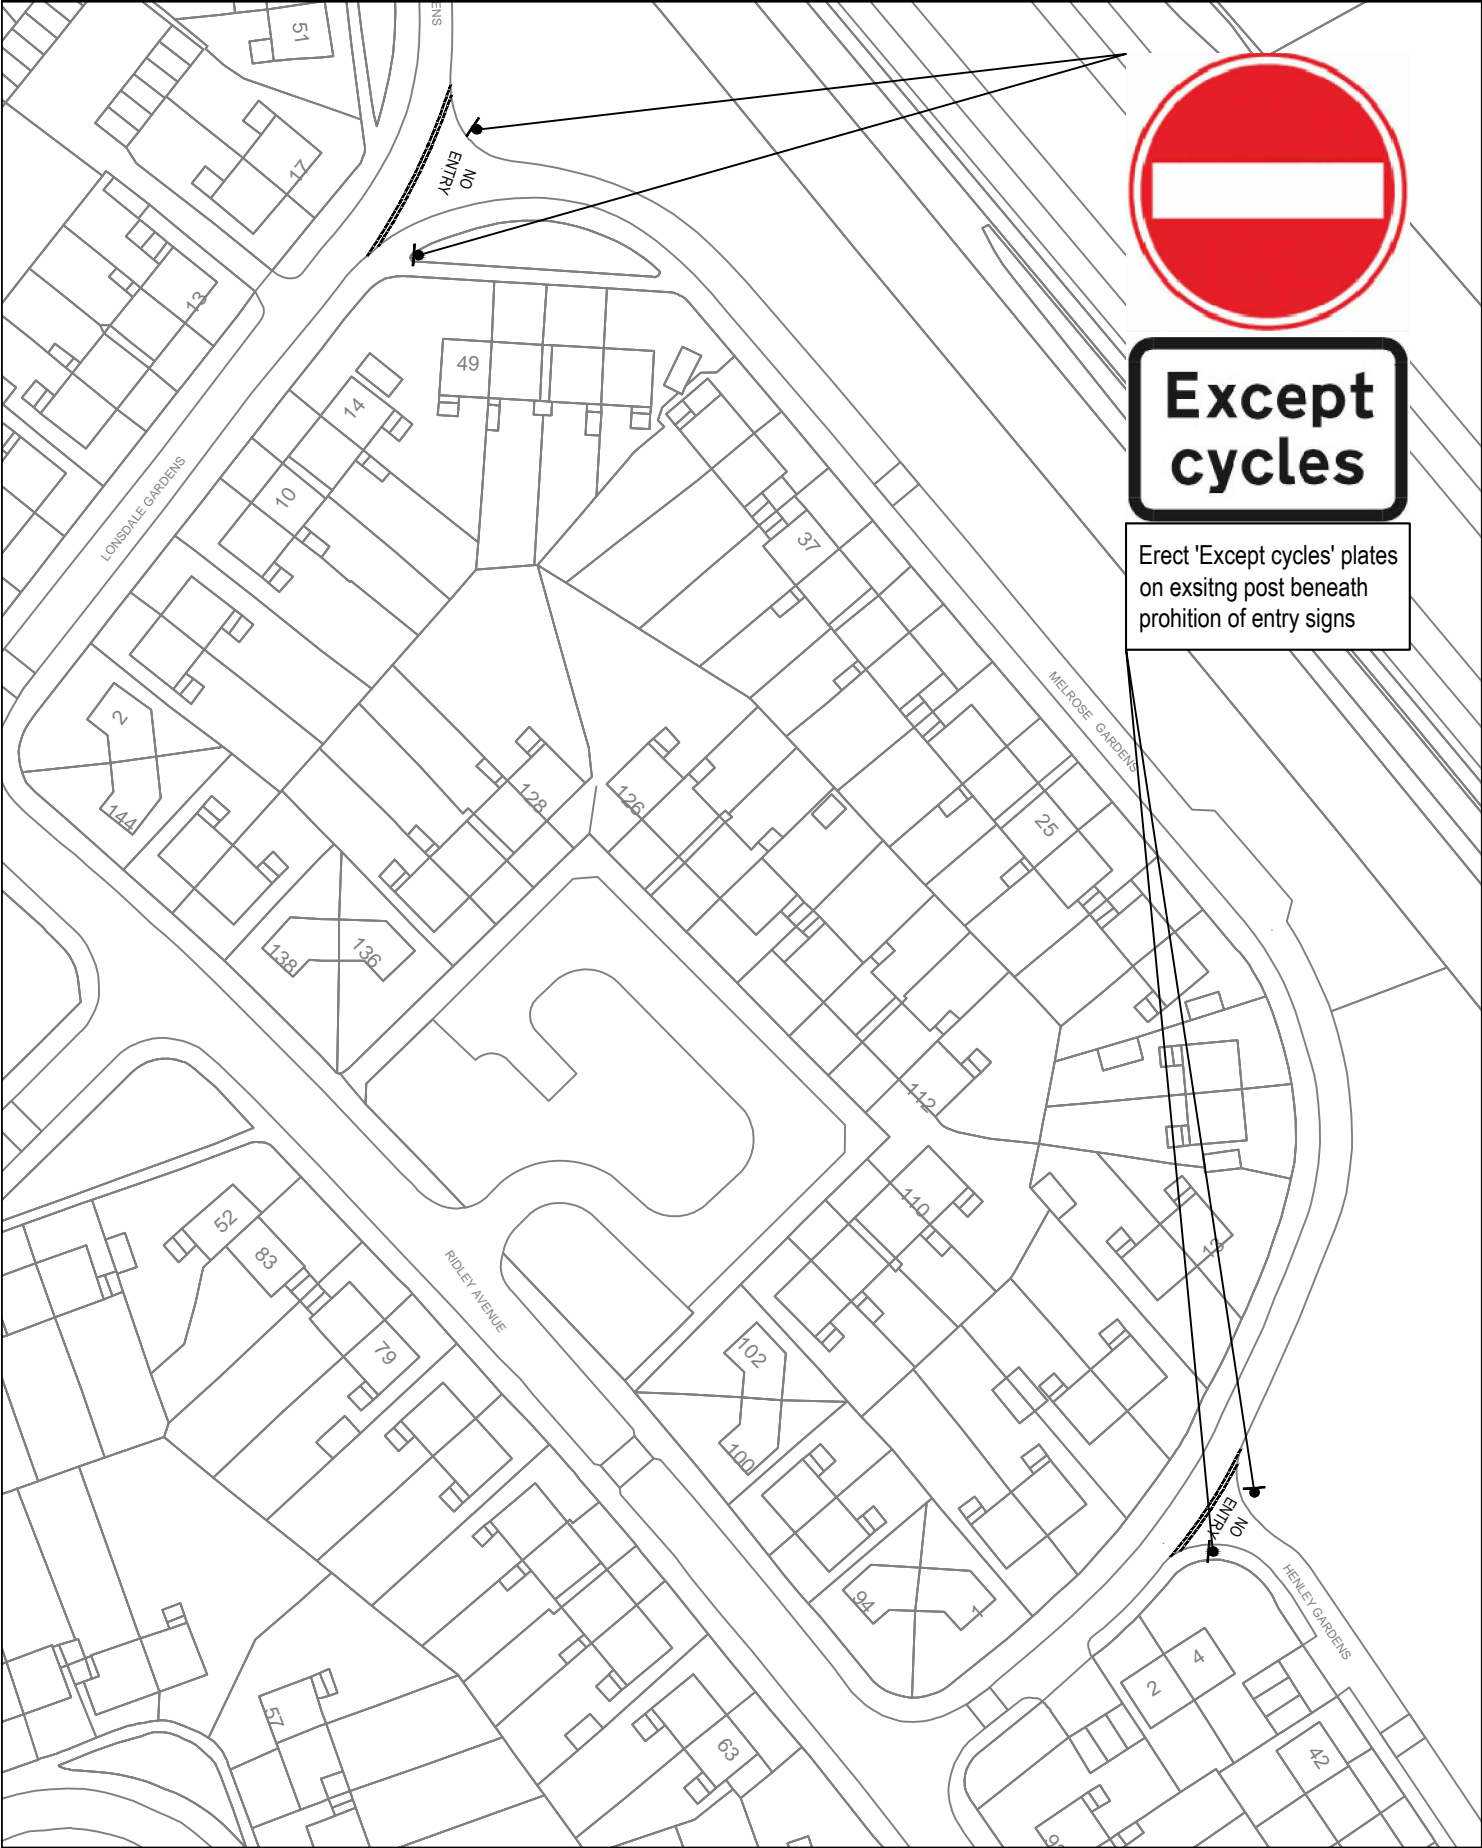 ENS
51
17
NO
ENTRY
13
49
14
10
LONSDALE GARDENS
37
Except
cycles
Erect 'Except cycles' plates
on exsitng post beneath
prohition of entry signs
MELROSE GARDENS
2
144
128
126
25
138
136
112
110
13
52
83
79
RIDLEY AVENUE
102
100
NO
ENTRY
94
1
HENLEY GARDENS
2
4
42
57
63